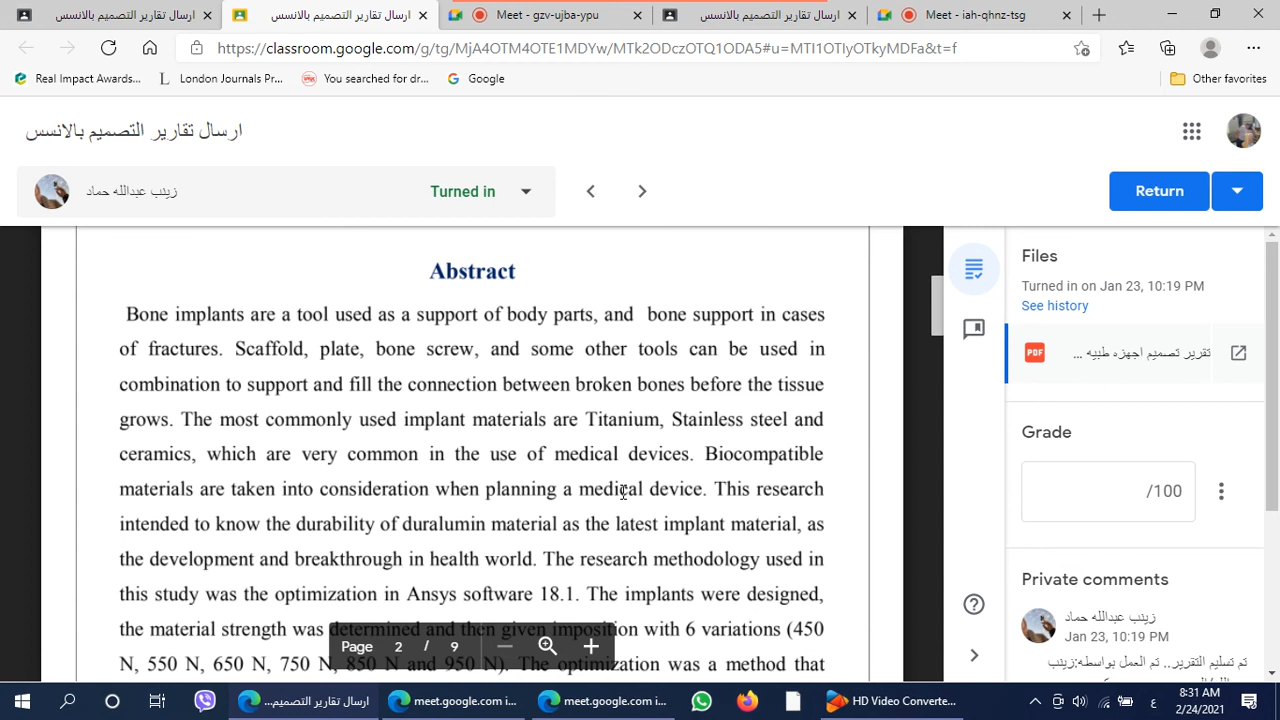 ارسال تقارير التصميم بالانسس
ارسال تقارير التصميم بالانسس
Meet - gzv-ujba-ypu
ارسال تقارير التصميم بالانسس
Meet - iah-qhnz-tsg
https://classroom.google.com/g/tg/MjA4OTM4OTE1MDYw/MTk2ODczOTQ1ODA5#u=MTI1OTIyOTkyMDFa&t=f
Real Impact Awards...
London Journals Pr...
You searched for dr...
Google
Other favorites
ارسال تقارير التصميم بالانسس
زينب عبدالله حماد
Turned in
Return
Abstract
Bone implants are a tool used as a support of body parts, and bone support in cases
of fractures. Scaffold, plate, bone screw, and some other tools can be used in
combination to support and fill the connection between broken bones before the tissue
grows. The most commonly used implant materials are Titanium, Stainless steel and
ceramics, which are very common in the use of medical devices. Biocompatible
materials are taken into consideration when planning a medical device. This research
intended to know the durability of duralumin material as the latest implant material, as
the development and breakthrough in health world. The research methodology used in
this study was the optimization in Ansys software 18.1. The implants were designed,
the material strength was determined and then given imposition with 6 variations (450
N, 550 N, 650 N, 750 N, 850 N and 950 N). The optimization was a method that
Page 2 / 9
Files
Turned in on Jan 23, 10:19 PM
See history
PDF
تقرير تصميم اجهزه طبيه ...
Grade
/100
Private comments
زينب عبدالله حماد
Jan 23, 10:19 PM
تم تسليم التقرير.. تم العمل بواسطه:زينب
ارسال تقارير التصميم...
meet.google.com i...
meet.google.com i...
HD Video Converte...
ع
8:31 AM
2/24/2021